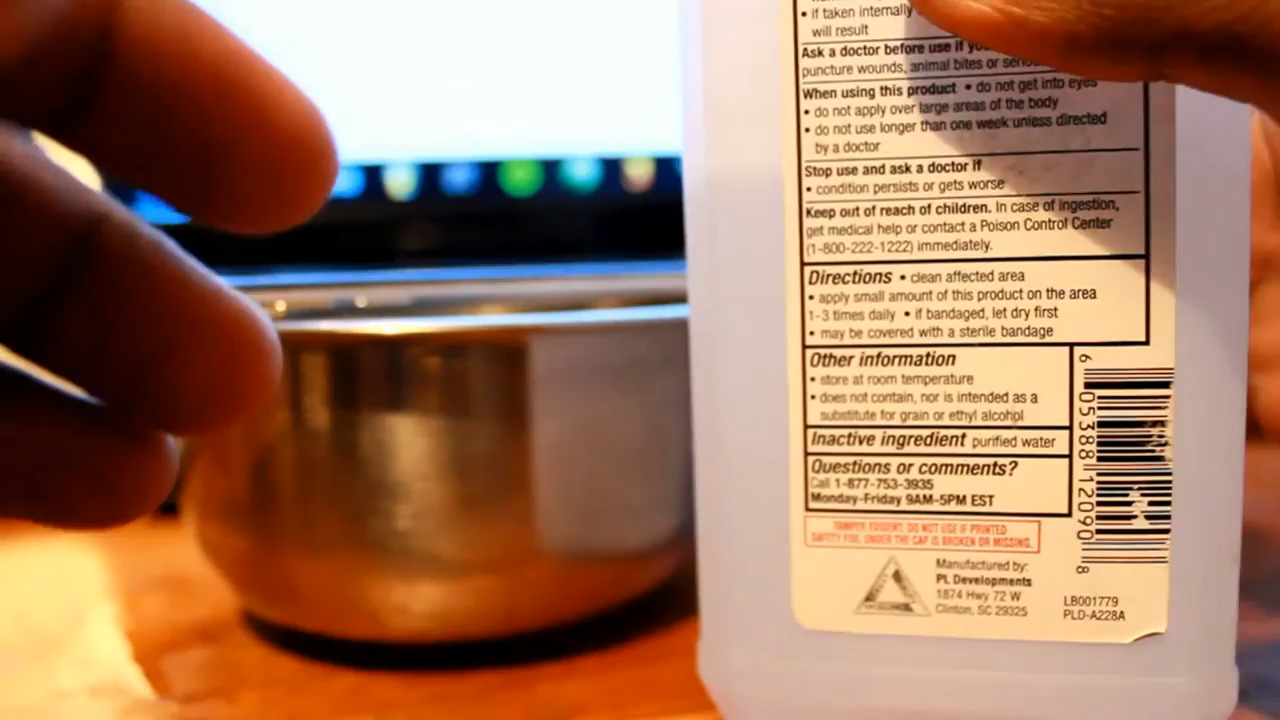 • if taken internally
will result
Ask a doctor before use if
puncture wounds, animal bites or
When using this product • do not get into eyes
• do not apply over large areas of the body
• do not use longer than one week unless directed
by a doctor
Stop use and ask a doctor if
• condition persists or gets worse
Keep out of reach of children. In case of ingestion,
get medical help or contact a Poison Control Center
(1-800-222-1222) immediately.
Directions • clean affected area
• apply small amount of this product on the area
1-3 times daily • if bandaged, let dry first
• may be covered with a sterile bandage
Other information
• store at room temperature
• does not contain, nor is intended as a
substitute for grain or ethyl alcohol
Inactive ingredient purified water
Questions or comments?
Call 1-877-753-3935
Monday-Friday 9AM-5PM EST
TAMPER EVIDENT: DO NOT USE IF PRINTED
SAFETY FOIL UNDER THE CAP IS BROKEN OR MISSING.
Manufactured by:
PL Developments
1874 Hwy 72 W
Clinton, SC 29325
LB001779
PLD-A228A
6 05388 12090 8